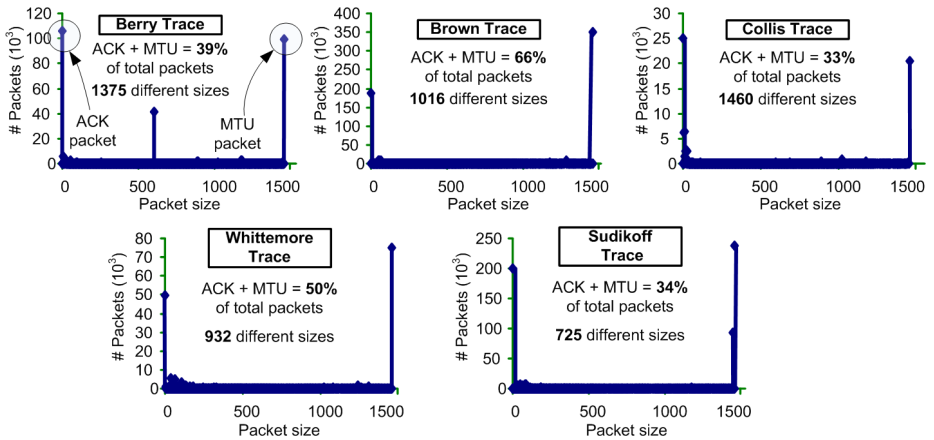 Berry Trace
ACK + MTU = 39%
of total packets
1375 different sizes
ACK
packet
MTU
packet
# Packets (10³)
120
100
80
60
40
20
0
0 500 1000 1500
Packet size
Brown Trace
ACK + MTU = 66%
of total packets
1016 different sizes
# Packets (10³)
400
350
300
250
200
150
100
50
0
0 500 1000 1500
Packet size
Collis Trace
ACK + MTU = 33%
of total packets
1460 different sizes
# Packets (10³)
30
25
20
15
10
5
0
0 500 1000 1500
Packet size
Whittemore
Trace
ACK + MTU = 50%
of total packets
932 different sizes
# Packets (10³)
80
70
60
50
40
30
20
10
0
0 500 1000 1500
Packet size
Sudikoff
Trace
ACK + MTU = 34%
of total packets
725 different sizes
# Packets (10³)
250
200
150
100
50
0
0 500 1000 1500
Packet size